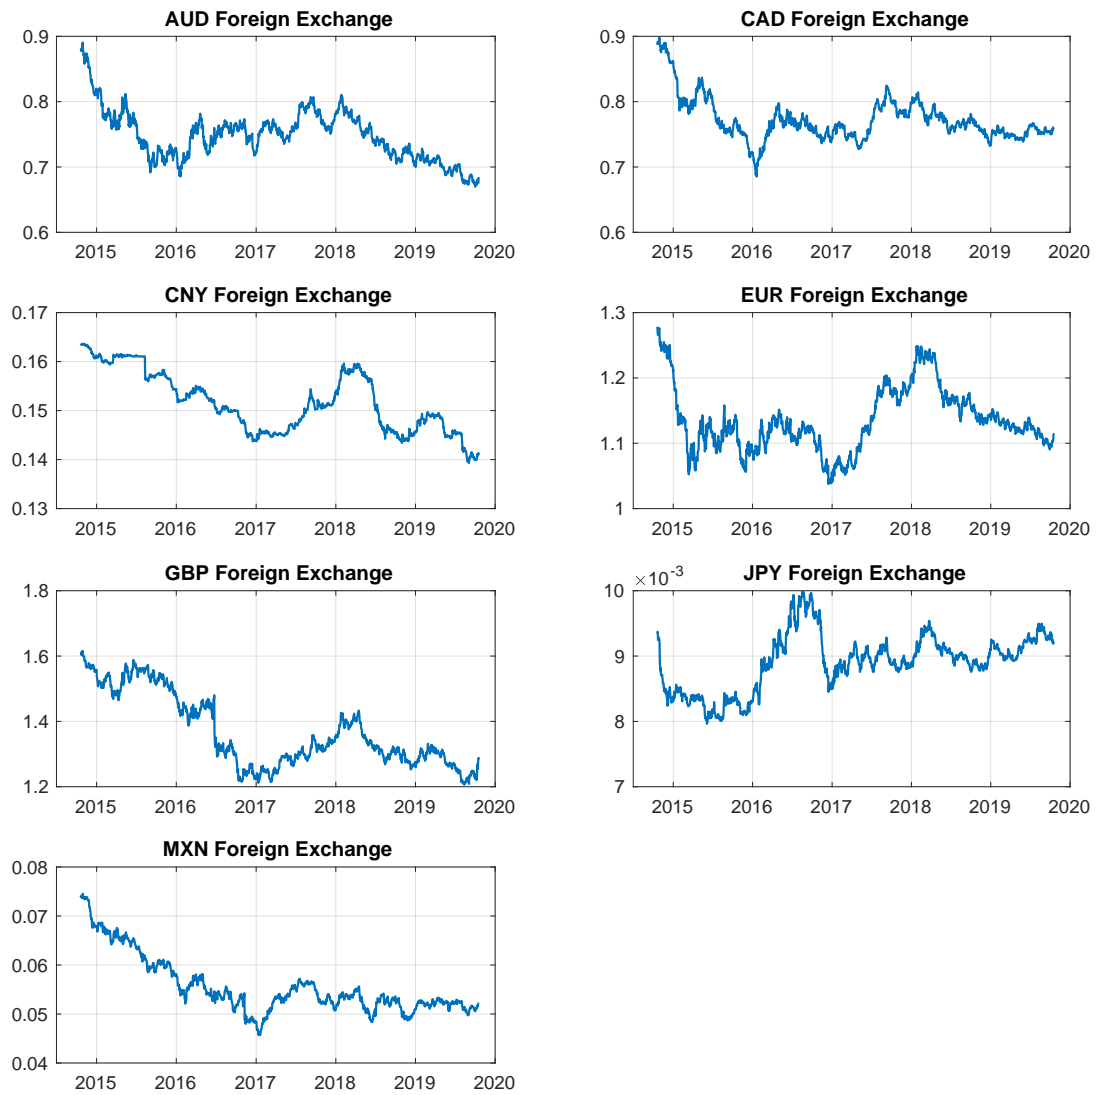 AUD Foreign Exchange
0.9
0.8
0.7
0.6
2015 2016 2017 2018 2019 2020
CAD Foreign Exchange
0.9
0.8
0.7
0.6
2015 2016 2017 2018 2019 2020
CNY Foreign Exchange
0.17
0.16
0.15
0.14
0.13
2015 2016 2017 2018 2019 2020
EUR Foreign Exchange
1.3
1.2
1.1
1
2015 2016 2017 2018 2019 2020
GBP Foreign Exchange
1.8
1.6
1.4
1.2
2015 2016 2017 2018 2019 2020
JPY Foreign Exchange
×10-3
10
9
8
7
2015 2016 2017 2018 2019 2020
MXN Foreign Exchange
0.08
0.07
0.06
0.05
0.04
2015 2016 2017 2018 2019 2020